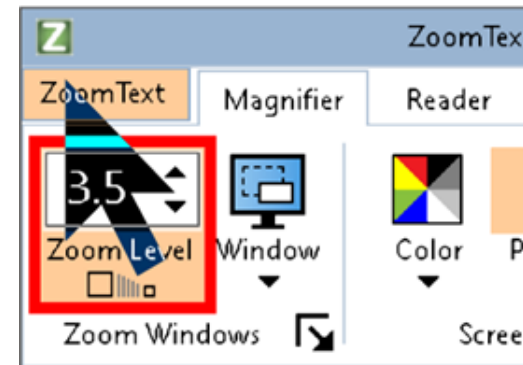 Z ZoomTex
ZoomText Magnifier Reader
3.5
Zoom Level Window Color P
Zoom Windows Scree